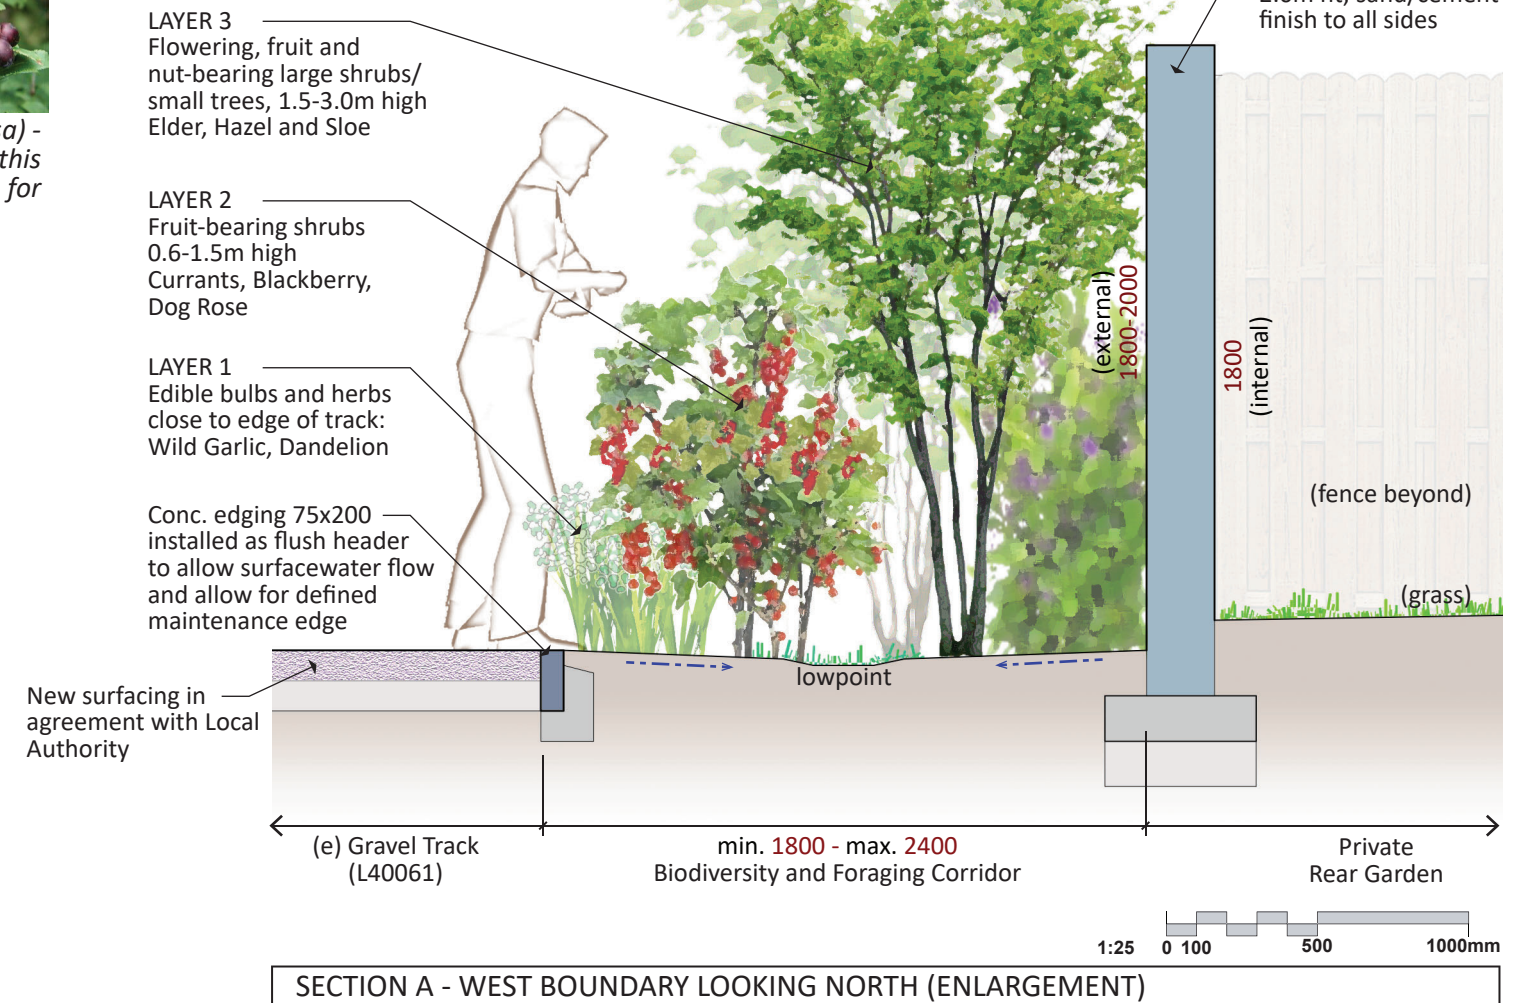 LAYER 3
Flowering, fruit and
nut-bearing large shrubs/
small trees, 1.5-3.0m high
Elder, Hazel and Sloe
finish to all sides
a) -
this
for
LAYER 2
Fruit-bearing shrubs
0.6-1.5m high
Currants, Blackberry,
Dog Rose
LAYER 1
Edible bulbs and herbs
close to edge of track:
Wild Garlic, Dandelion
Conc. edging 75x200
installed as flush header
to allow surfacewater flow
and allow for defined
maintenance edge
New surfacing in
agreement with Local
Authority
(external)
1800-2000
1800
(internal)
(fence beyond)
(grass)
lowpoint
(e) Gravel Track
(L40061)
min. 1800 - max. 2400
Biodiversity and Foraging Corridor
Private
Rear Garden
1:25 0 100 500 1000mm
SECTION A - WEST BOUNDARY LOOKING NORTH (ENLARGEMENT)